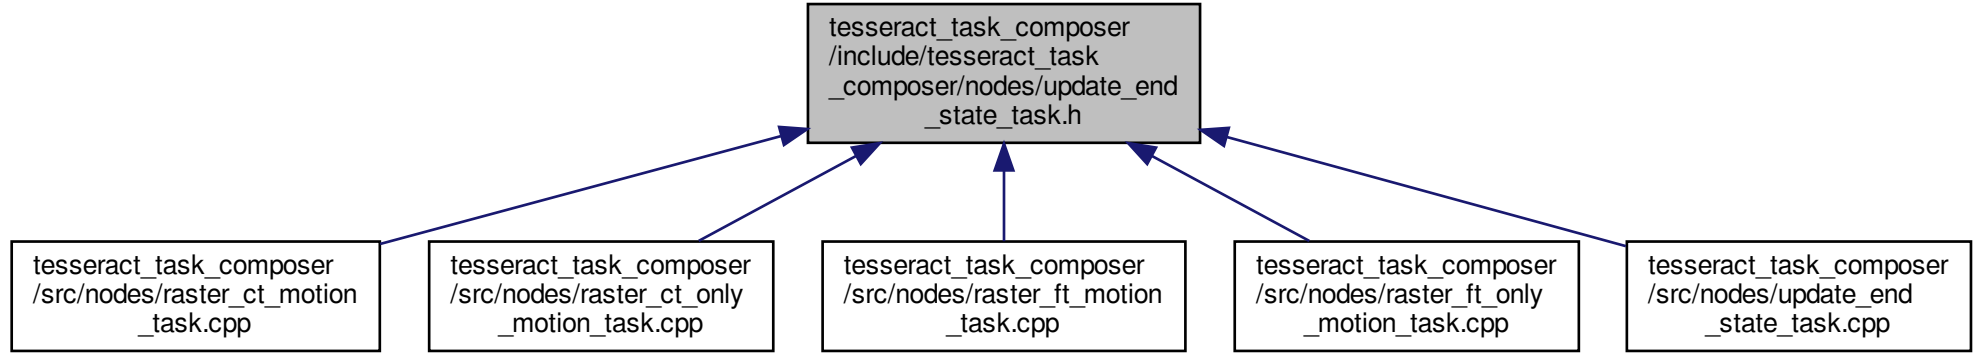 tesseract_task_composer
/include/tesseract_task
_composer/nodes/update_end
_state_task.h
tesseract_task_composer
/src/nodes/raster_ct_motion
_task.cpp
tesseract_task_composer
/src/nodes/raster_ct_only
_motion_task.cpp
tesseract_task_composer
/src/nodes/raster_ft_motion
_task.cpp
tesseract_task_composer
/src/nodes/raster_ft_only
_motion_task.cpp
tesseract_task_composer
/src/nodes/update_end
_state_task.cpp